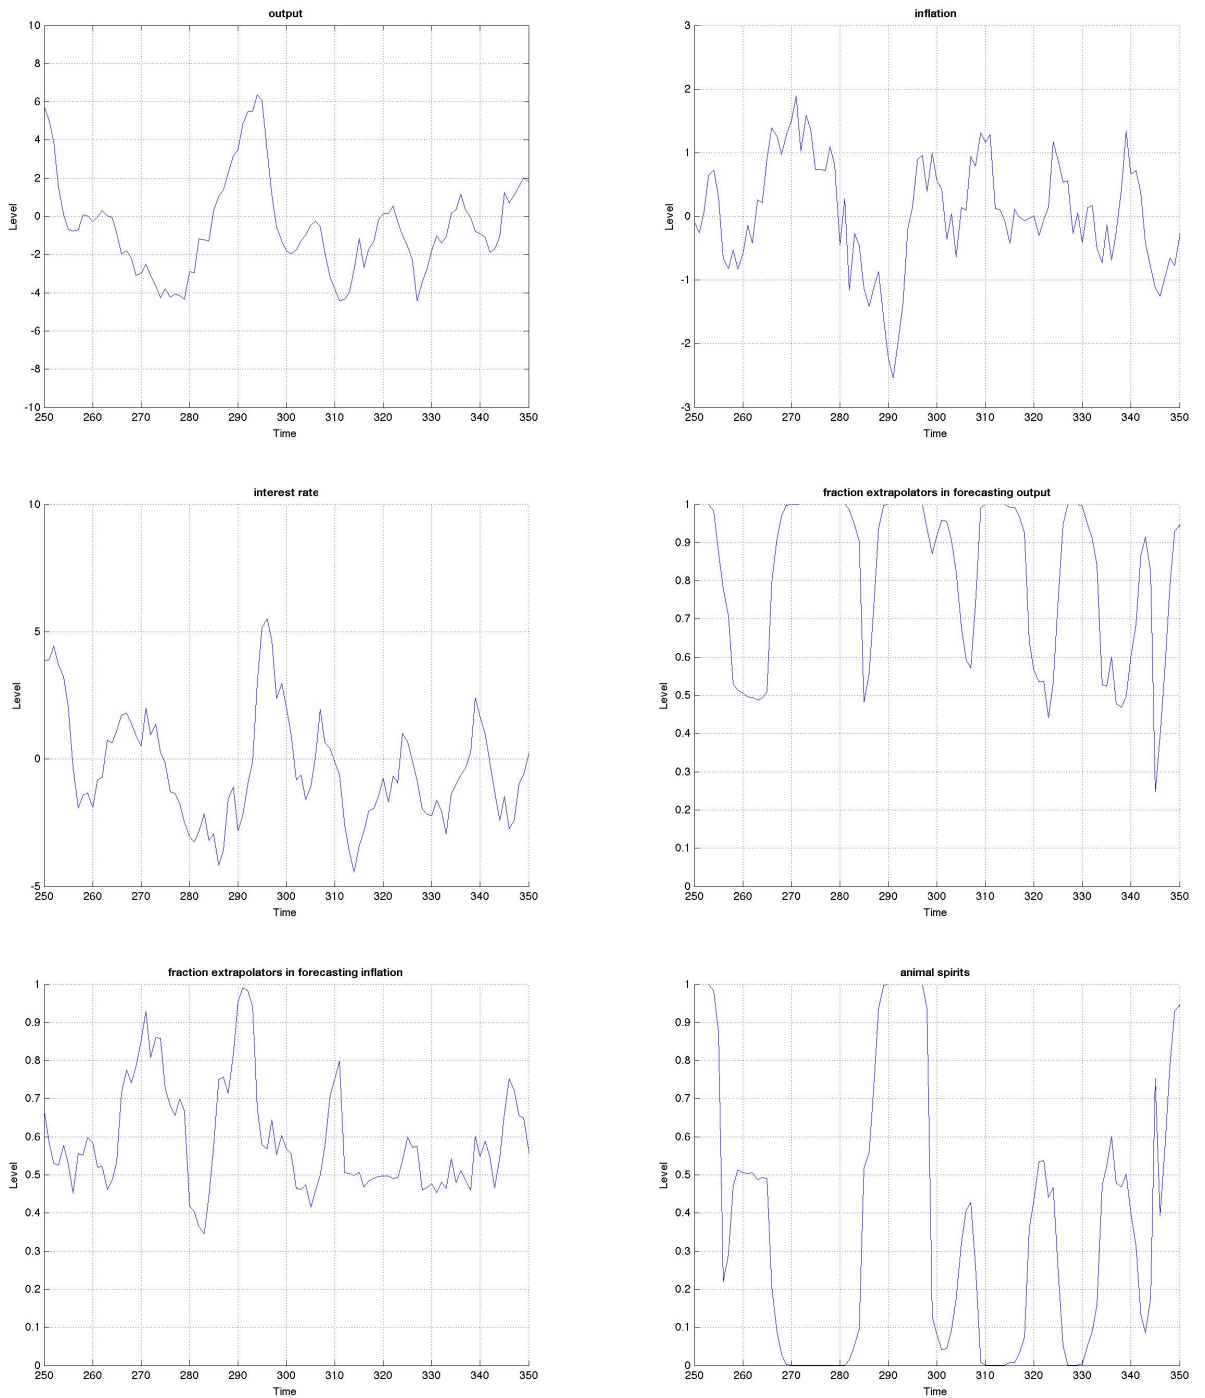 output
10
8
6
4
2
0
-2
-4
-6
-8
-10
Level
250 260 270 280 290 300 310 320 330 340 350
Time
inflation
3
2
1
0
-1
-2
-3
Level
250 260 270 280 290 300 310 320 330 340 350
Time
interest rate
10
5
0
-5
Level
250 260 270 280 290 300 310 320 330 340 350
Time
fraction extrapolators in forecasting output
1
0.9
0.8
0.7
0.6
0.5
0.4
0.3
0.2
0.1
0
Level
250 260 270 280 290 300 310 320 330 340 350
Time
fraction extrapolators in forecasting inflation
1
0.9
0.8
0.7
0.6
0.5
0.4
0.3
0.2
0.1
0
Level
250 260 270 280 290 300 310 320 330 340 350
Time
animal spirits
1
0.9
0.8
0.7
0.6
0.5
0.4
0.3
0.2
0.1
0
Level
250 260 270 280 290 300 310 320 330 340 350
Time